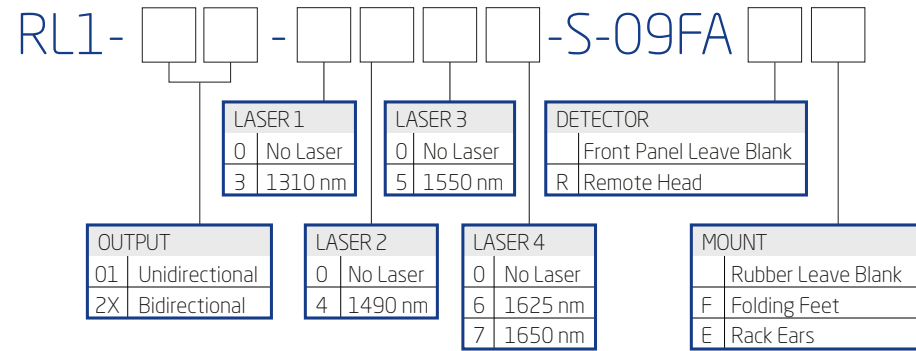 RL1- - -S-09FA
LASER 1
0 No Laser
3 1310 nm
LASER 3
0 No Laser
5 1550 nm
DETECTOR
Front Panel Leave Blank
R Remote Head
OUTPUT
01 Unidirectional
2X Bidirectional
LASER 2
0 No Laser
4 1490 nm
LASER 4
0 No Laser
6 1625 nm
7 1650 nm
MOUNT
Rubber Leave Blank
F Folding Feet
E Rack Ears